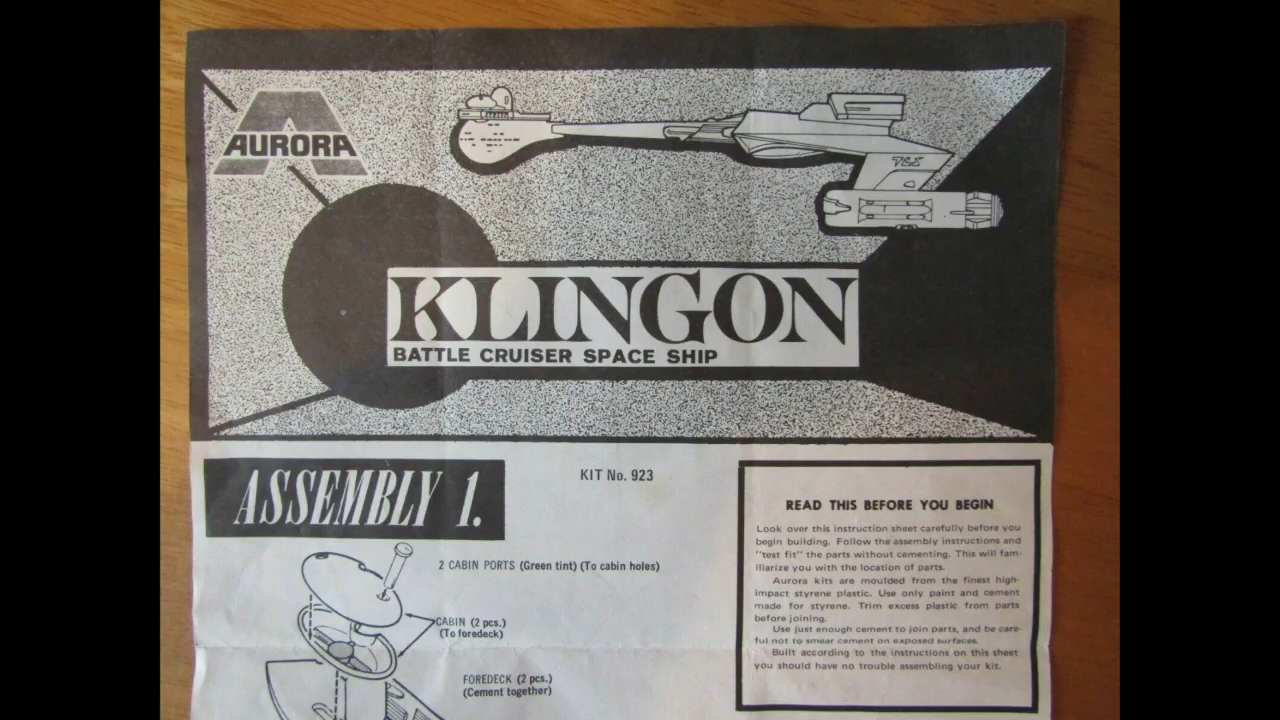 AURORA
KLINGON
BATTLE CRUISER SPACE SHIP
ASSEMBLY 1.
KIT No. 923
2 CABIN PORTS (Green tint) (To cabin holes)
CABIN (2 pcs.)
(To foredeck)
FOREDECK (2 pcs.)
(Cement together)
READ THIS BEFORE YOU BEGIN
Look over this instruction sheet carefully before you
begin building. Follow the assembly instructions and
"test fit" the parts without cementing. This will fam-
iliarize you with the location of parts.
Aurora kits are moulded from the finest high-
impact styrene plastic. Use only paint and cement
made for styrene. Trim excess plastic from parts
before joining.
Use just enough cement to join parts, and be care-
ful not to smear cement on exposed surfaces.
Built according to the instructions on this sheet
you should have no trouble assembling your kit.